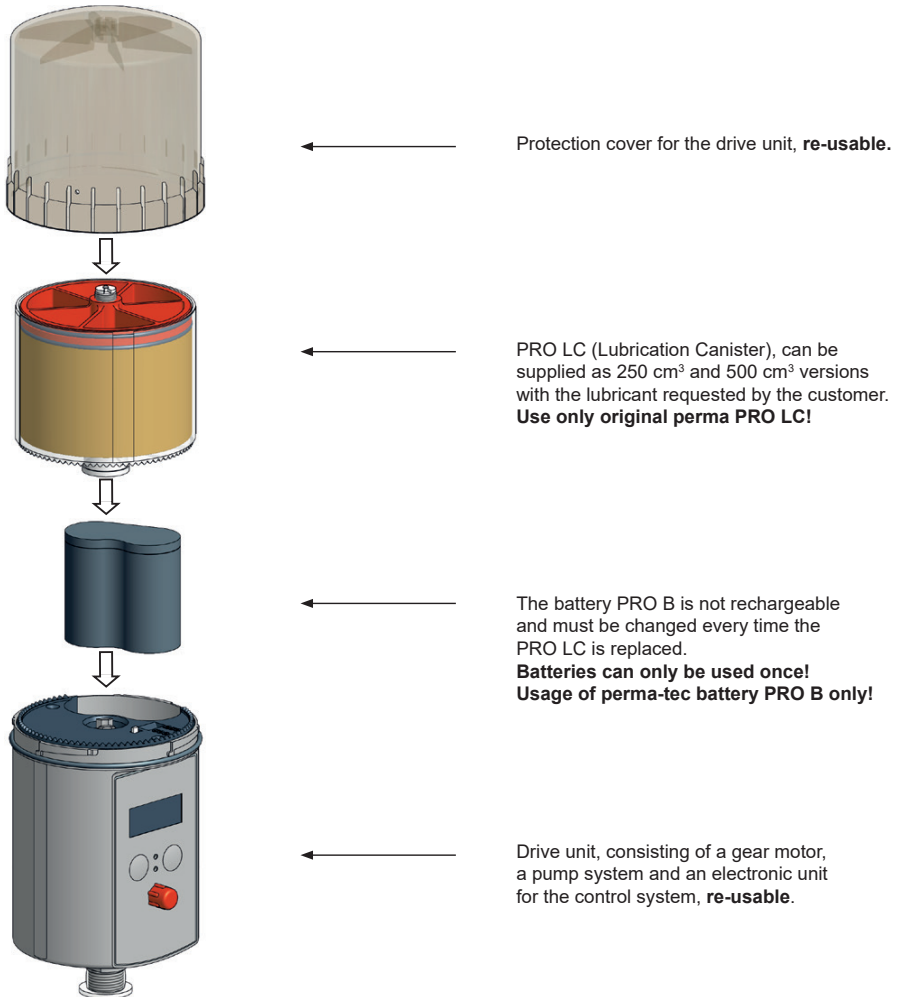 Protection cover for the drive unit, re-usable.
PRO LC (Lubrication Canister), can be
supplied as 250 cm³ and 500 cm³ versions
with the lubricant requested by the customer.
Use only original perma PRO LC!
The battery PRO B is not rechargeable
and must be changed every time the
PRO LC is replaced.
Batteries can only be used once!
Usage of perma-tec battery PRO B only!
Drive unit, consisting of a gear motor,
a pump system and an electronic unit
for the control system, re-usable.